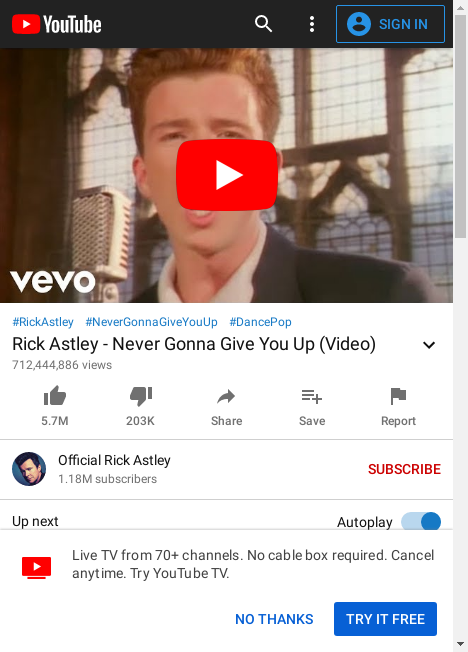 YouTube
SIGN IN
vevo
#RickAstley #NeverGonnaGiveYouUp #DancePop
Rick Astley - Never Gonna Give You Up (Video)
712,444,886 views
5.7M 203K Share Save Report
Official Rick Astley
1.18M subscribers
SUBSCRIBE
Up next Autoplay
Live TV from 70+ channels. No cable box required. Cancel
anytime. Try YouTube TV.
NO THANKS TRY IT FREE